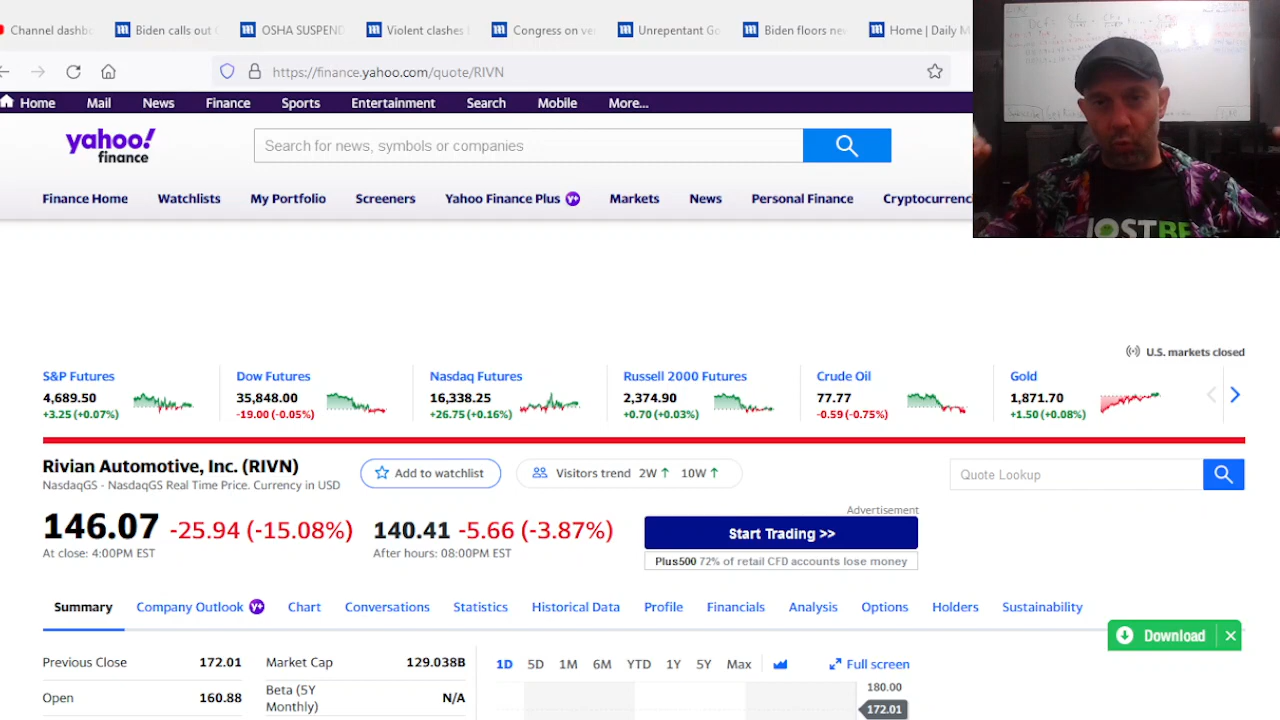 Channel dashbo
Biden calls out
OSHA SUSPEND
Violent clashes
Congress on ve
Unrepentant Go
Biden floors ne
Home | Daily M
https://finance.yahoo.com/quote/RIVN
Home Mail News Finance Sports Entertainment Search Mobile More...
yahoo!
finance
Search for news, symbols or companies
Finance Home Watchlists My Portfolio Screeners Yahoo Finance Plus Y+ Markets News Personal Finance Cryptocurrenc
U.S. markets closed
S&P Futures
4,689.50
+3.25 (+0.07%)
Dow Futures
35,848.00
-19.00 (-0.05%)
Nasdaq Futures
16,338.25
+26.75 (+0.16%)
Russell 2000 Futures
2,374.90
+0.70 (+0.03%)
Crude Oil
77.77
-0.59 (-0.75%)
Gold
1,871.70
+1.50 (+0.08%)
Rivian Automotive, Inc. (RIVN)
NasdaqGS - NasdaqGS Real Time Price. Currency in USD
Add to watchlist
Visitors trend 2W↑ 10W↑
Quote Lookup
146.07 -25.94 (-15.08%)
At close: 4:00PM EST
140.41 -5.66 (-3.87%)
After hours: 08:00PM EST
Advertisement
Start Trading >>
Plus500 72% of retail CFD accounts lose money
Summary Company Outlook Y+ Chart Conversations Statistics Historical Data Profile Financials Analysis Options Holders Sustainability
Download
Previous Close 172.01
Open 160.88
Market Cap 129.038B
Beta (5Y
Monthly) N/A
1D 5D 1M 6M YTD 1Y 5Y Max
Full screen
180.00
172.01